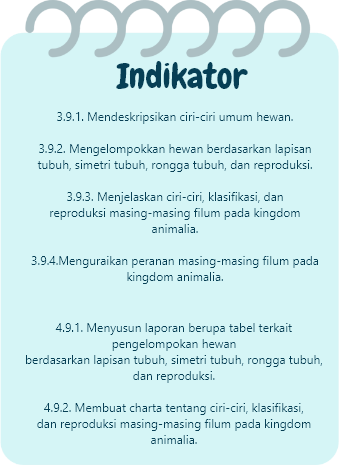 Indikator
3.9.1. Mendeskripsikan ciri-ciri umum hewan.
3.9.2. Mengelompokkan hewan berdasarkan lapisan
tubuh, simetri tubuh, rongga tubuh, dan reproduksi.
3.9.3. Menjelaskan ciri-ciri, klasifikasi, dan
reproduksi masing-masing filum pada kingdom
animalia.
3.9.4.Menguraikan peranan masing-masing filum pada
kingdom animalia.
4.9.1. Menyusun laporan berupa tabel terkait
pengelompokan hewan
berdasarkan lapisan tubuh, simetri tubuh, rongga tubuh,
dan reproduksi.
4.9.2. Membuat charta tentang ciri-ciri, klasifikasi,
dan reproduksi masing-masing filum pada kingdom
animalia.